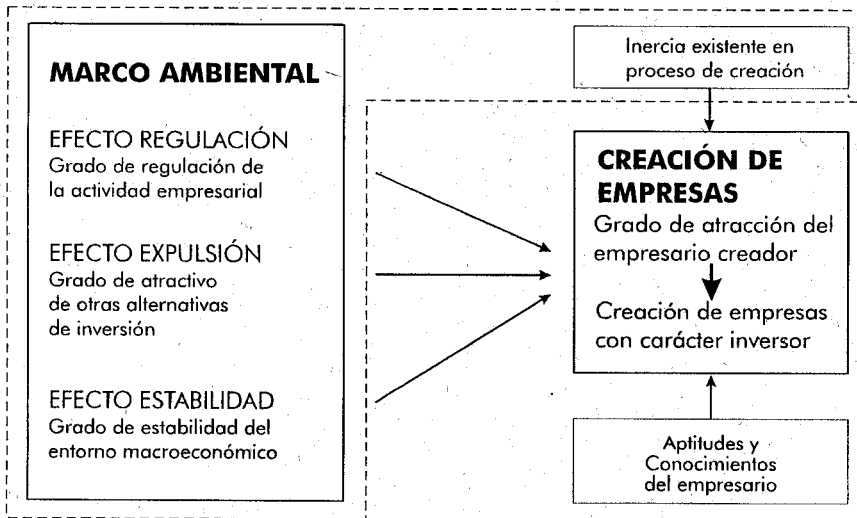 MARCO AMBIENTAL
EFECTO REGULACIÓN
Grado de regulación de
la actividad empresarial
EFECTO EXPULSIÓN
Grado de atractivo
de otras alternativas
de inversión
EFECTO ESTABILIDAD
Grado de estabilidad del
entorno macroeconómico
Inercia existente en
proceso de creación
CREACIÓN DE
EMPRESAS
Grado de atracción del
empresario creador
Creación de empresas
con carácter inversor
Aptitudes y
Conocimientos
del empresario